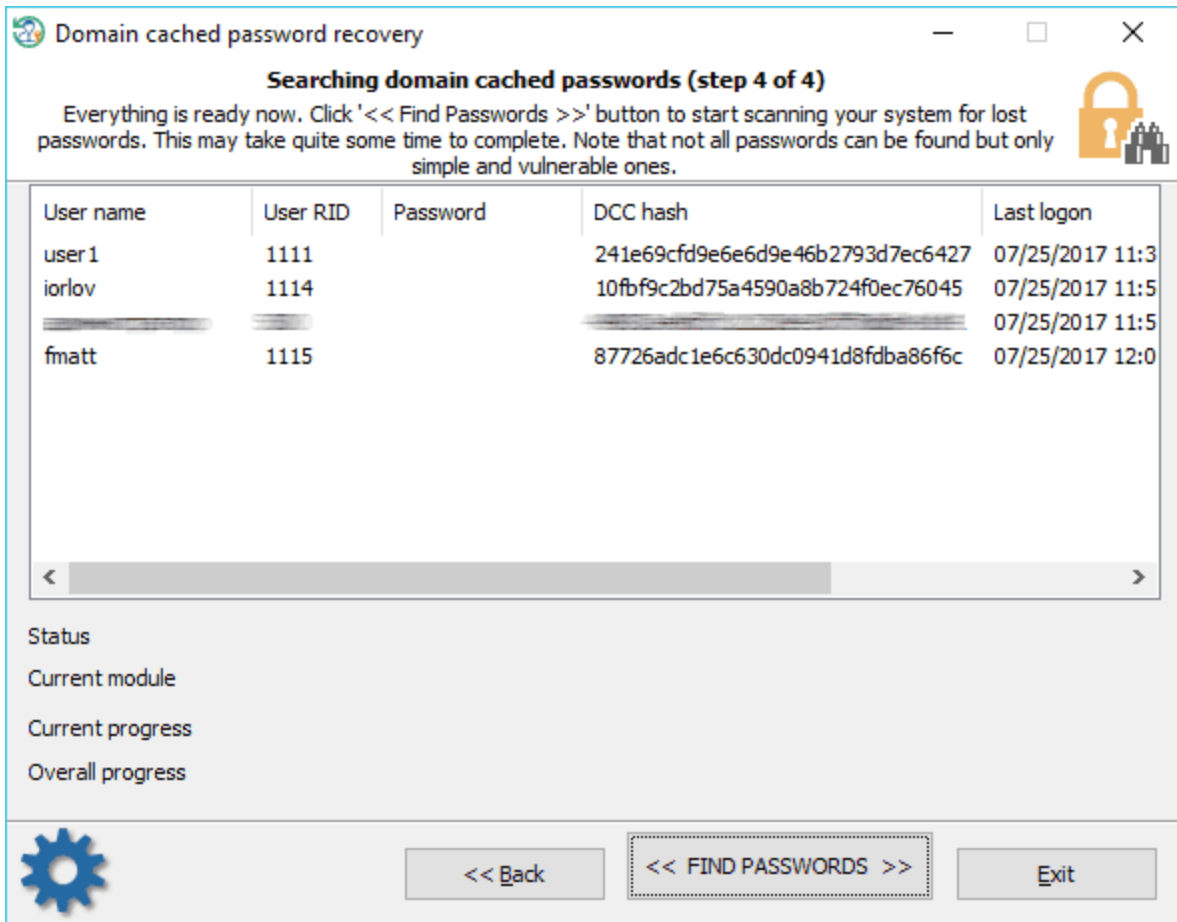 Domain cached password recovery
Searching domain cached passwords (step 4 of 4)
Everything is ready now. Click '<< Find Passwords >>' button to start scanning your system for lost
passwords. This may take quite some time to complete. Note that not all passwords can be found but only
simple and vulnerable ones.
User name User RID Password DCC hash Last logon
user1 1111 241e69cfd9e6e6d9e46b2793d7ec6427 07/25/2017 11:3
iorlov 1114 10fbf9c2bd75a4590a8b724f0ec76045 07/25/2017 11:5
07/25/2017 11:5
fmatt 1115 87726adc1e6c630dc0941d8fdba86f6c 07/25/2017 12:0
Status
Current module
Current progress
Overall progress
<< Back << FIND PASSWORDS >> Exit